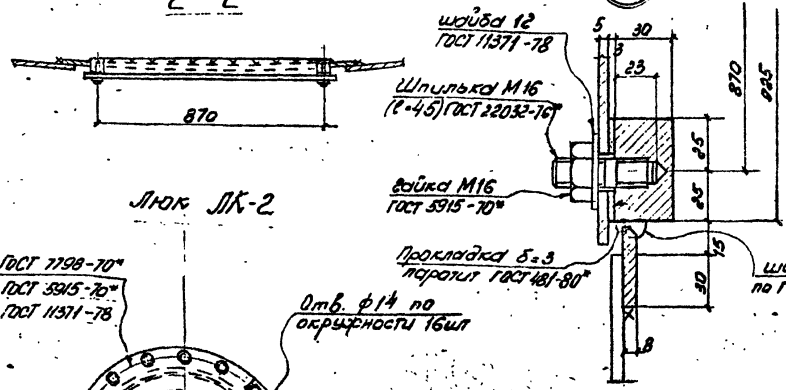 2 - 2
870
шайба 12
ГОСТ 11371-78
Шпилька М16
(ℓ=45) ГОСТ 22032-76*
гайка М16
ГОСТ 5915-70*
Прокладка δ=3
паронит ГОСТ 481-80*
5
3
30
23
870
825
25
25
15
30
8
по Г
Люк ЛК-2
ГОСТ 7798-70*
ГОСТ 5915-70*
ГОСТ 11371-78
Отв. ф14 по
окружности 16шт